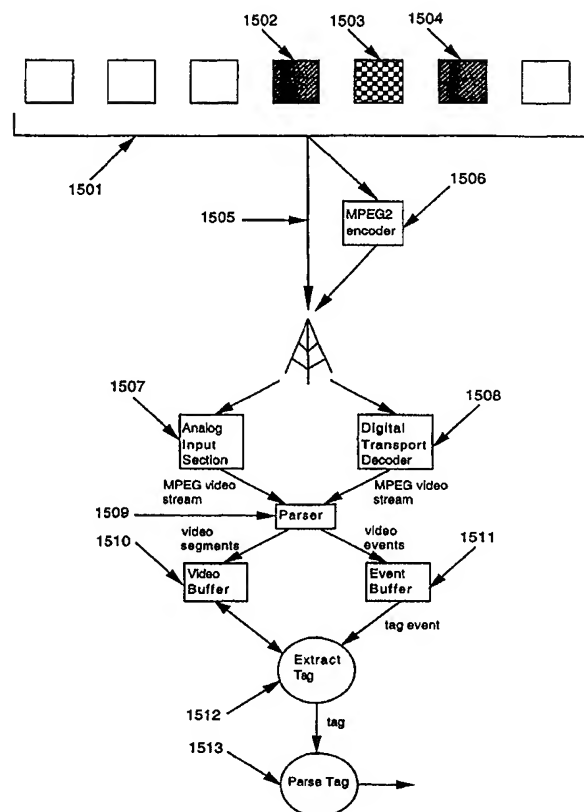 1502
1503
1504
1501
1505
1506
MPEG2
encoder
1507
1508
Analog
Input
Section
Digital
Transport
Decoder
MPEG video
stream
MPEG video
stream
1509
Parser
video
segments
video
events
1510
1511
Video
Buffer
Event
Buffer
tag event
Extract
Tag
1512
tag
1513
Parse Tag